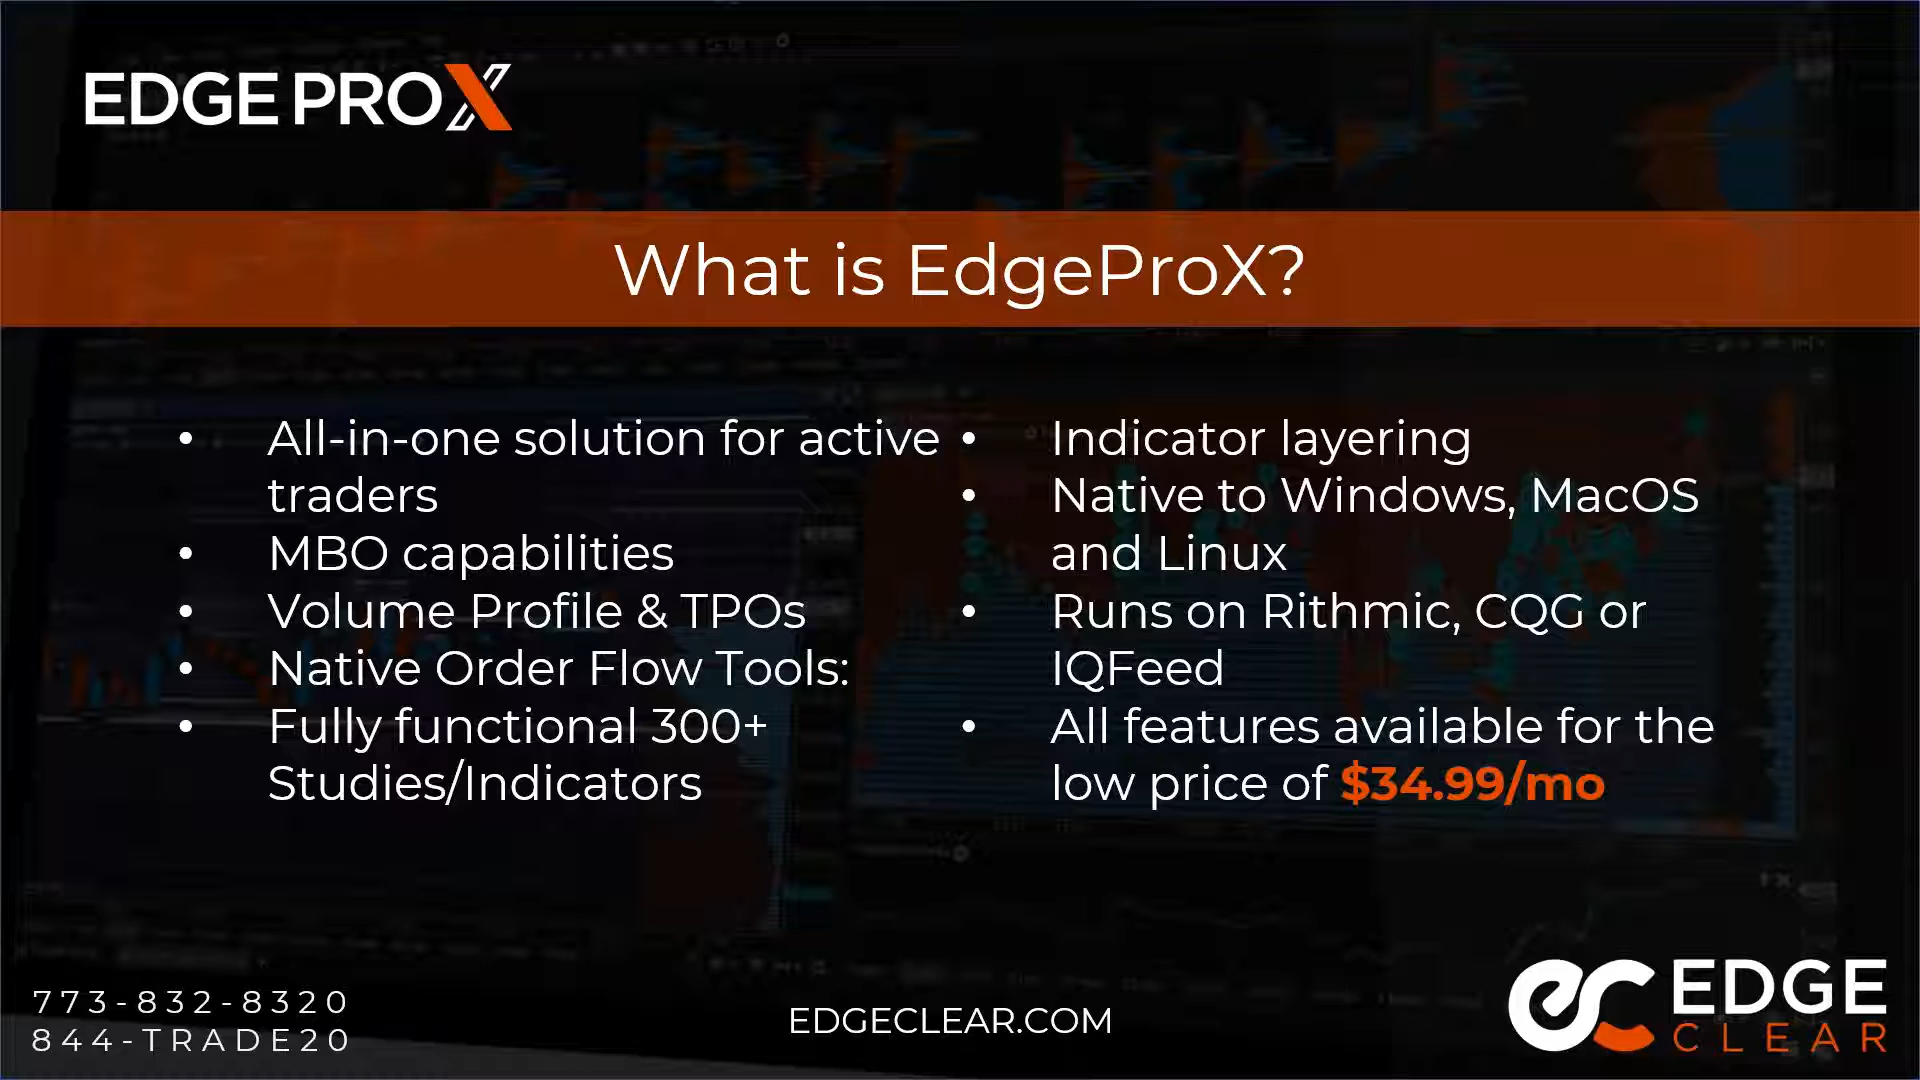 EDGE PRO X
What is EdgeProX?
• All-in-one solution for active
traders
• MBO capabilities
• Volume Profile & TPOs
• Native Order Flow Tools:
• Fully functional 300+
Studies/Indicators
• Indicator layering
• Native to Windows, MacOS
and Linux
• Runs on Rithmic, CQG or
IQFeed
• All features available for the
low price of $34.99/mo
773-832-8320
844-TRADE20
EDGECLEAR.COM
ec EDGE
CLEAR